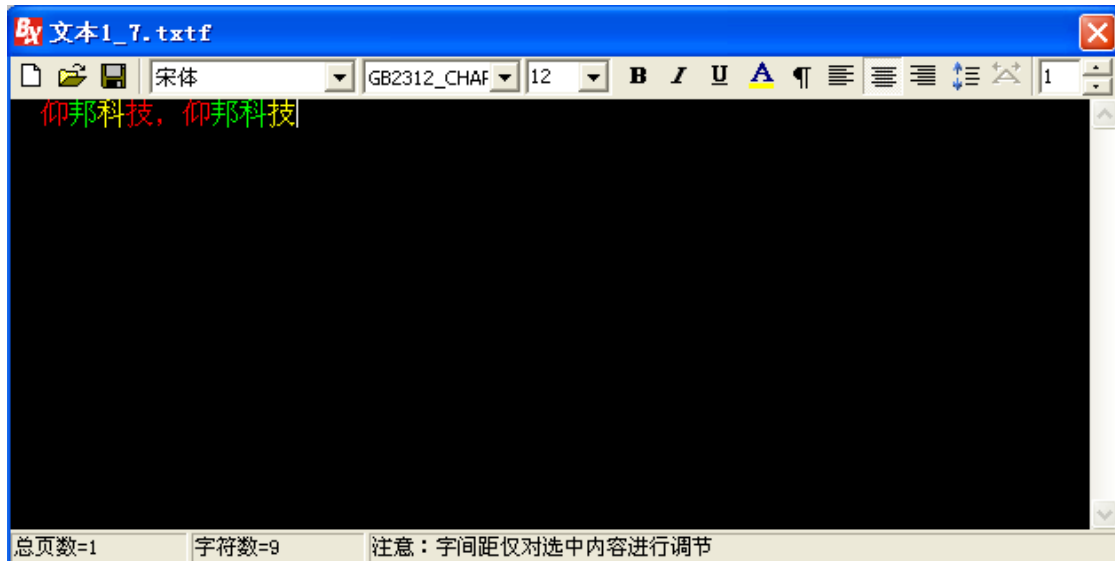 BY 文本1_7.txtf
宋体 GB2312_CHAF 12 B I U A ¶ 1
仰邦科技，仰邦科技
总页数=1 字符数=9 注意：字间距仅对选中内容进行调节